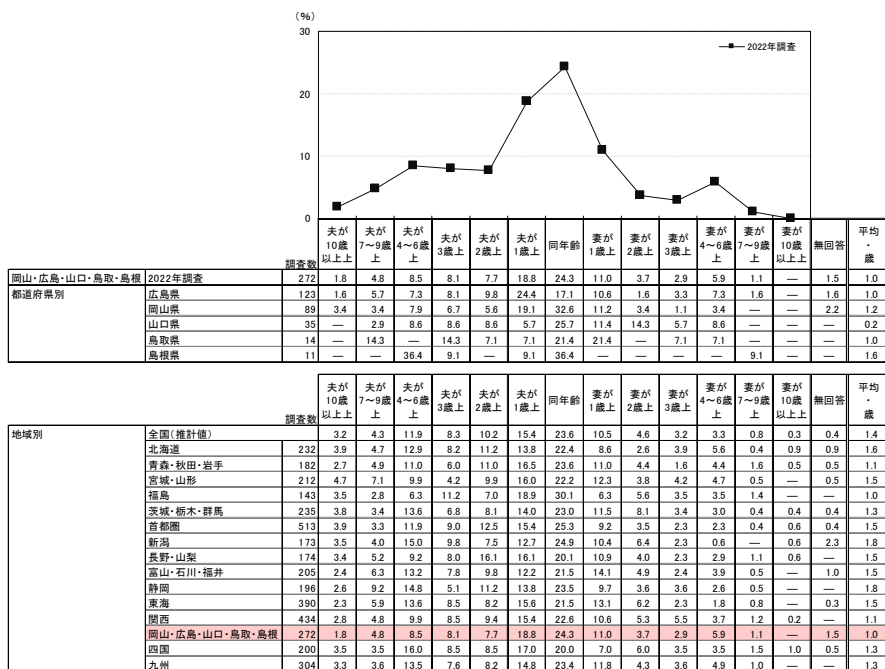 （％）
30
20
10
0
2022年調査
調査数 夫が10歳以上上 夫が7～9歳上 夫が4～6歳上 夫が3歳上 夫が2歳上 夫が1歳上 同年齢 妻が1歳上 妻が2歳上 妻が3歳上 妻が4～6歳上 妻が7～9歳上 妻が10歳以上上 無回答 平均・歳
岡山・広島・山口・鳥取・島根 2022年調査 272 1.8 4.8 8.5 8.1 7.7 18.8 24.3 11.0 3.7 2.9 5.9 1.1 — 1.5 1.0
都道府県別 広島県 123 1.6 5.7 7.3 8.1 9.8 24.4 17.1 10.6 1.6 3.3 7.3 1.6 — 1.6 1.0
岡山県 89 3.4 3.4 7.9 6.7 5.6 19.1 32.6 11.2 3.4 1.1 3.4 — — 2.2 1.2
山口県 35 — 2.9 8.6 8.6 8.6 5.7 25.7 11.4 14.3 5.7 8.6 — — — 0.2
鳥取県 14 — 14.3 — 14.3 7.1 7.1 21.4 21.4 — 7.1 7.1 — — — 1.0
島根県 11 — — 36.4 9.1 — 9.1 36.4 — — — — 9.1 — — 1.6
調査数 夫が10歳以上上 夫が7～9歳上 夫が4～6歳上 夫が3歳上 夫が2歳上 夫が1歳上 同年齢 妻が1歳上 妻が2歳上 妻が3歳上 妻が4～6歳上 妻が7～9歳上 妻が10歳以上上 無回答 平均・歳
地域別 全国（推計値） 3.2 4.3 11.9 8.3 10.2 15.4 23.6 10.5 4.6 3.2 3.3 0.8 0.3 0.4 1.4
北海道 232 3.9 4.7 12.9 8.2 11.2 13.8 22.4 8.6 2.6 3.9 5.6 0.4 0.9 0.9 1.6
青森・秋田・岩手 182 2.7 4.9 11.0 6.0 11.0 16.5 23.6 11.0 4.4 1.6 4.4 1.6 0.5 0.5 1.1
宮城・山形 212 4.7 7.1 9.9 4.2 9.9 16.0 22.2 12.3 3.8 4.2 4.7 0.5 — 0.5 1.5
福島 143 3.5 2.8 6.3 11.2 7.0 18.9 30.1 6.3 5.6 3.5 3.5 1.4 — — 1.0
茨城・栃木・群馬 235 3.8 3.4 13.6 6.8 8.1 14.0 23.0 11.5 8.1 3.4 3.0 0.4 0.4 0.4 1.3
首都圏 513 3.9 3.3 11.9 9.0 12.5 15.4 25.3 9.2 3.5 2.3 2.3 0.4 0.6 0.4 1.5
新潟 173 3.5 4.0 15.0 9.8 7.5 12.7 24.9 10.4 6.4 2.3 0.6 — 0.6 2.3 1.8
長野・山梨 174 3.4 5.2 9.2 8.0 16.1 16.1 20.1 10.9 4.0 2.3 2.9 1.1 0.6 — 1.5
富山・石川・福井 205 2.4 6.3 13.2 7.8 9.8 12.2 21.5 14.1 4.9 2.4 3.9 0.5 — 1.0 1.5
静岡 196 2.6 9.2 14.8 5.1 11.2 13.8 23.5 9.7 3.6 3.6 2.6 0.5 — — 1.8
東海 390 2.3 5.9 13.6 8.5 8.2 15.6 21.5 13.1 6.2 2.3 1.8 0.8 — 0.3 1.5
関西 434 2.8 4.8 9.9 8.5 9.4 15.4 22.6 10.6 5.3 5.5 3.7 1.2 0.2 — 1.1
岡山・広島・山口・鳥取・島根 272 1.8 4.8 8.5 8.1 7.7 18.8 24.3 11.0 3.7 2.9 5.9 1.1 — 1.5 1.0
四国 200 3.5 3.5 16.0 8.5 8.5 17.0 20.0 7.0 6.0 3.5 3.5 1.5 1.0 0.5 1.3
九州 304 3.3 3.6 13.5 7.6 8.2 14.8 23.4 11.8 4.3 3.6 4.9 1.0 — — 1.3